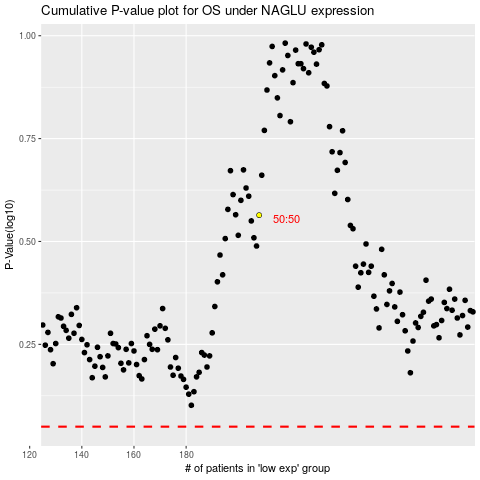 Cumulative P-value plot for OS under NAGLU expression
P-Value(log10)
1.00
0.75
0.50
0.25
50:50
120 140 160 180
# of patients in 'low exp' group